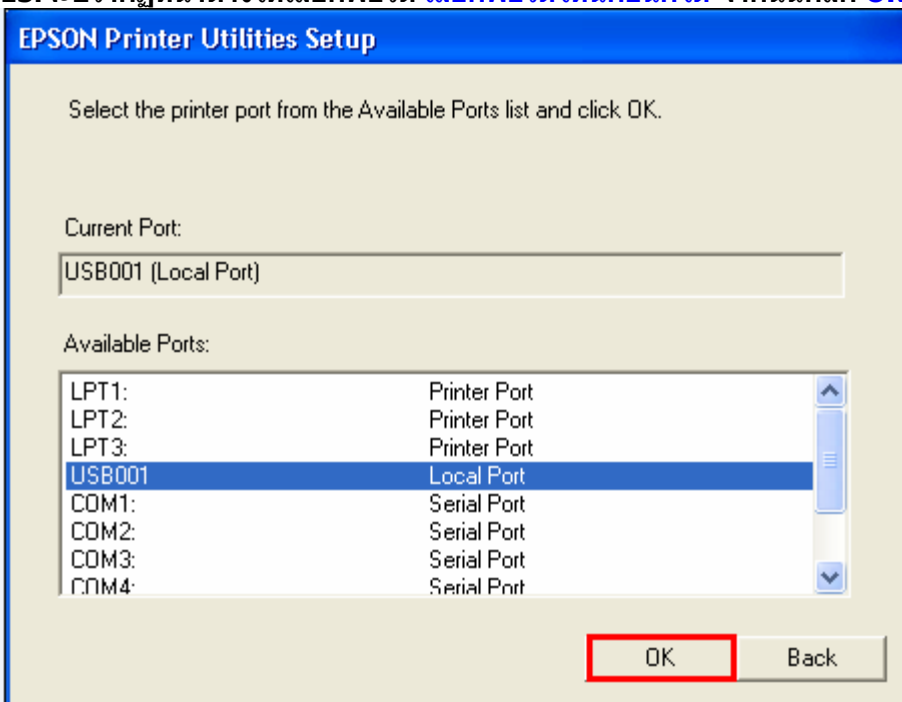 EPSON Printer Utilities Setup
Select the printer port from the Available Ports list and click OK.
Current Port:
USB001 (Local Port)
Available Ports:
LPT1: Printer Port
LPT2: Printer Port
LPT3: Printer Port
USB001 Local Port
COM1: Serial Port
COM2: Serial Port
COM3: Serial Port
COM4: Serial Port
OK Back